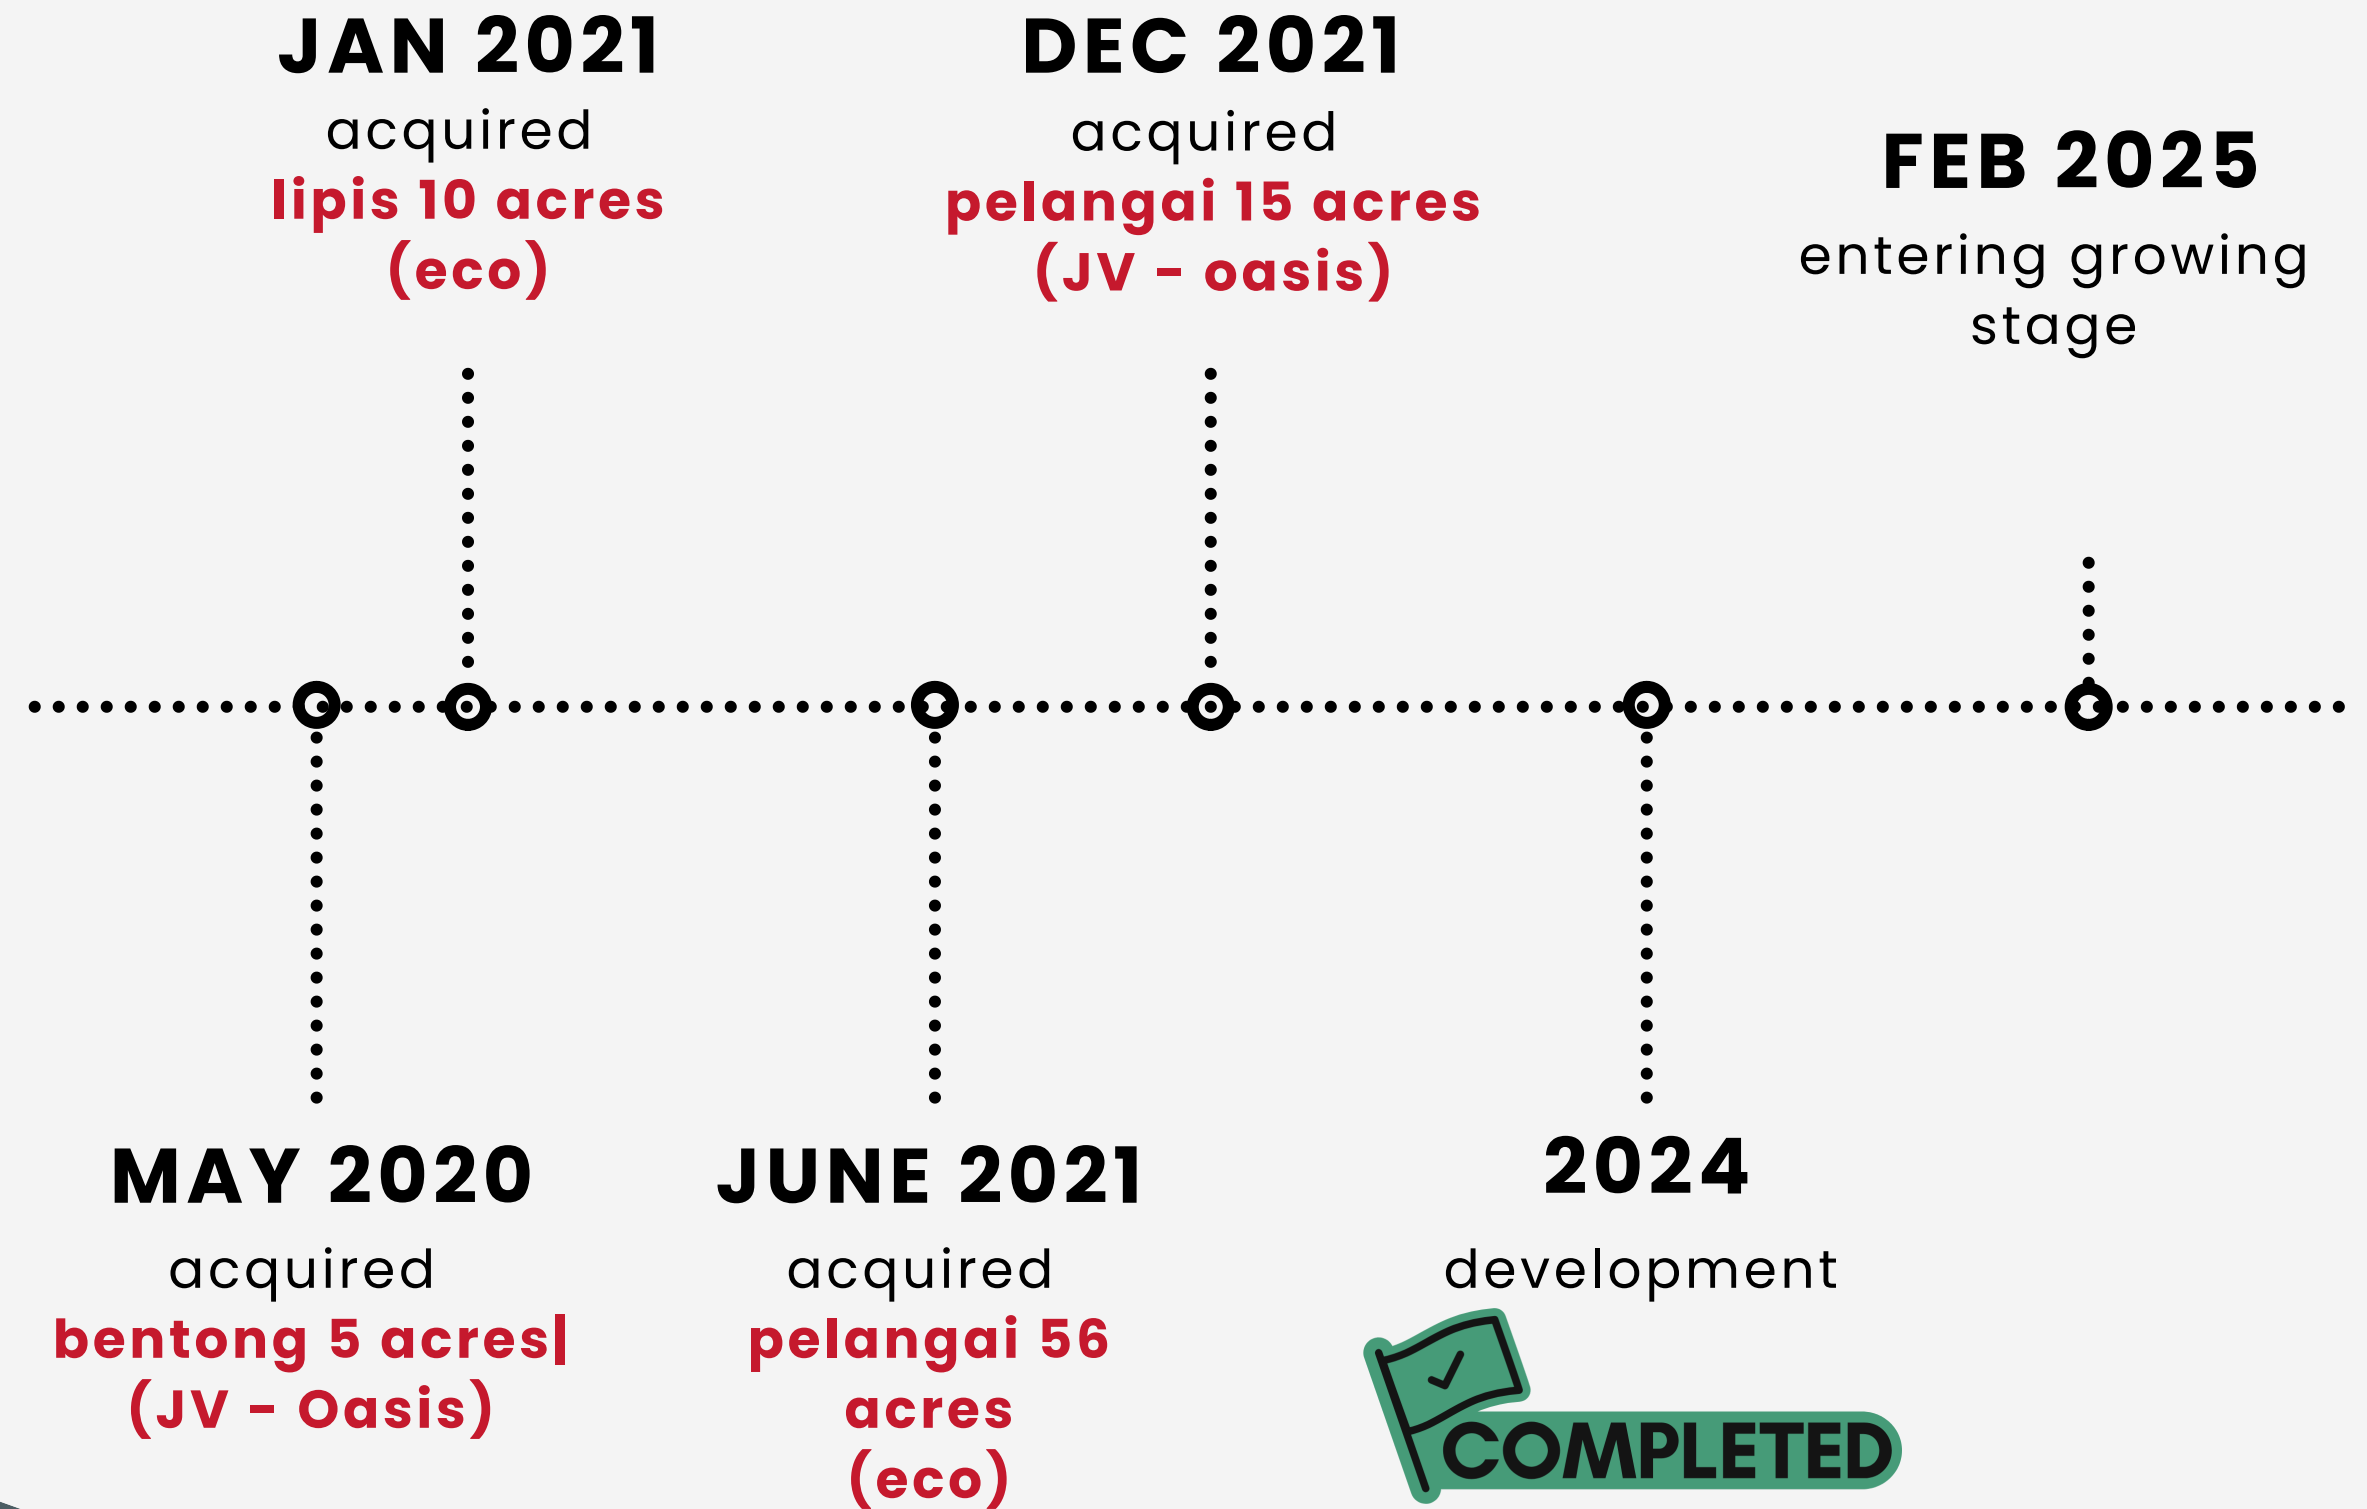 JAN 2021
acquired
lipis 10 acres
(eco)
DEC 2021
acquired
pelangai 15 acres
(JV - oasis)
FEB 2025
entering growing
stage
MAY 2020
acquired
bentong 5 acres|
(JV - Oasis)
JUNE 2021
acquired
pelangai 56
acres
(eco)
2024
development
COMPLETED